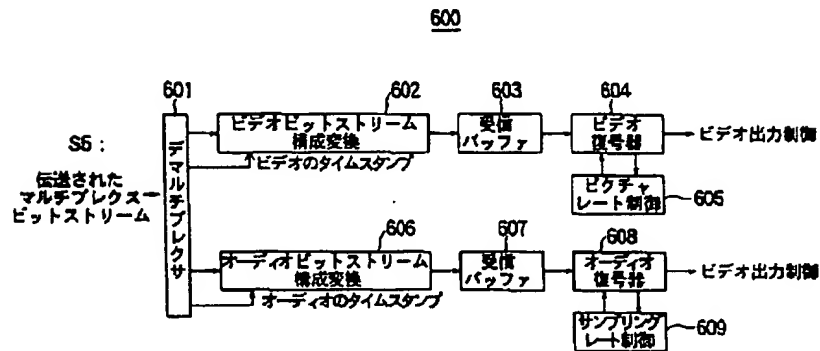 600
601
602
603
604
S5：
伝送された
マルチプレクス
ビットストリーム
デマルチプレクサ
ビデオビットストリーム
構成変換
ビデオのタイムスタンプ
受信
バッファ
ビデオ
復号器
ビデオ出力制御
ピクチャ
レート制御
605
606
607
608
オーディオビットストリーム
構成変換
オーディオのタイムスタンプ
受信
バッファ
オーディオ
復号器
ビデオ出力制御
サンプリング
レート制御
609